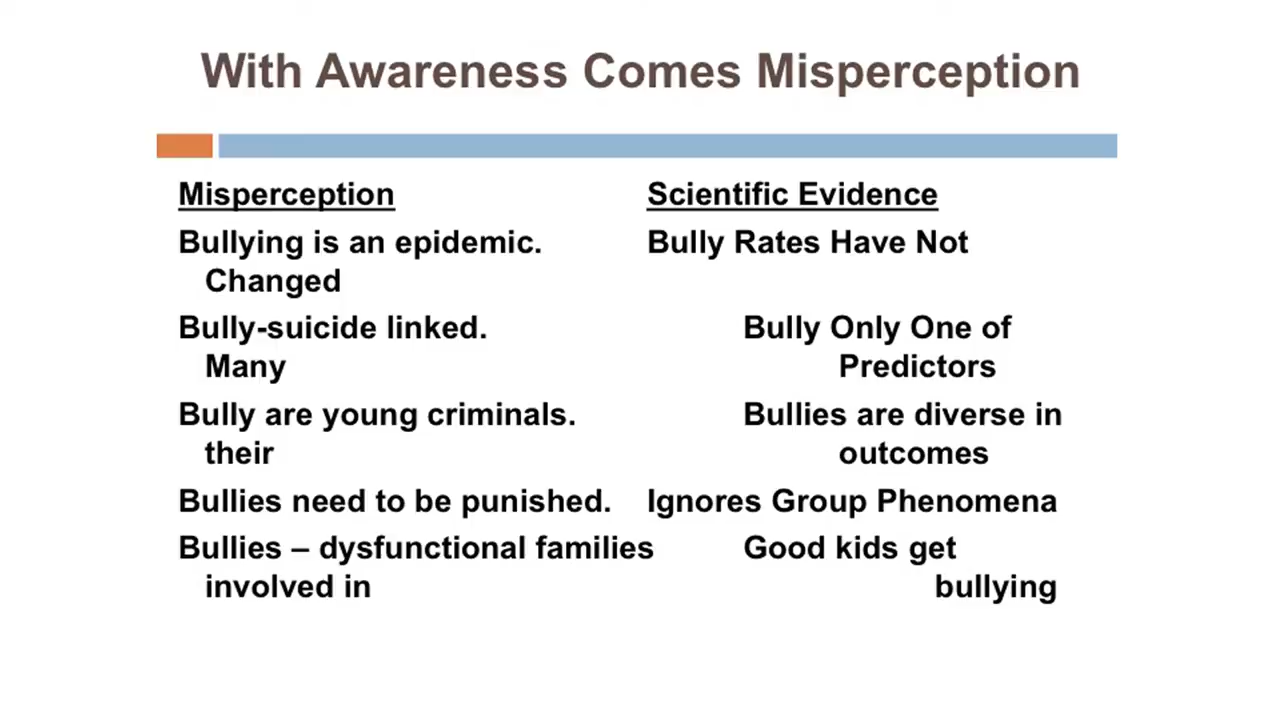 With Awareness Comes Misperception
Misperception Scientific Evidence
Bullying is an epidemic. Bully Rates Have Not
Changed
Bully-suicide linked. Bully Only One of
Many Predictors
Bully are young criminals. Bullies are diverse in
their outcomes
Bullies need to be punished. Ignores Group Phenomena
Bullies – dysfunctional families Good kids get
involved in bullying